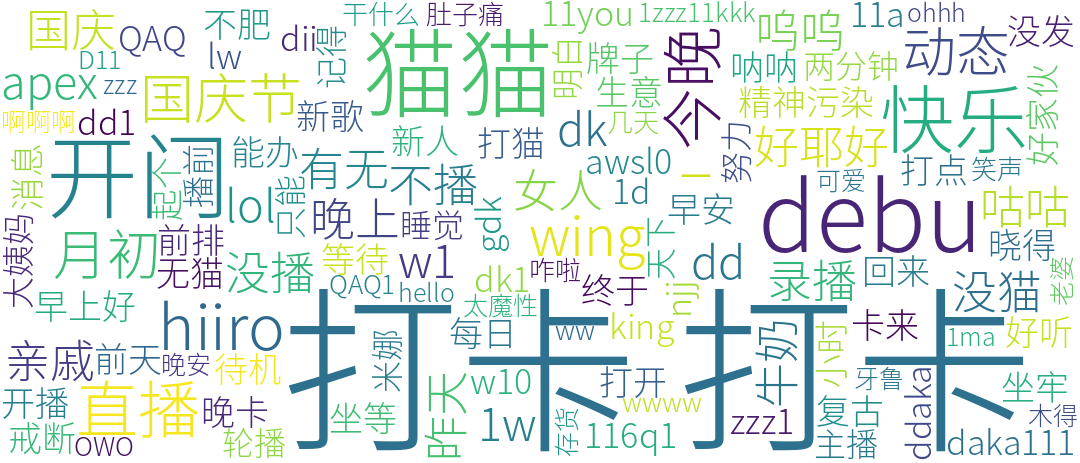 国庆
QAQ
不肥
干什么
肚子痛
11you
1zzz11kkk
呜呜
11a
ohhh
没发
D11
lw
dii
记得
猫猫
今晚
明白
牌子
呐呐
两分钟
动态
apex
zzz
国庆节
生意
精神污染
快乐
好家伙
啊啊啊
dd1
新歌
新人
打猫
dk
几天
努力
好耶好
打点
笑声
消息
开门
播前
能办
有无
不播
女人
awsl0
1d
一
可爱
咕咕
起个
只能
lol
晚上
睡觉
gdk
wing
早安
天下
晓得
大姨妈
月初
前排
无猫
没播
等待
w1
dk1
咋啦
dd
debu
录播
回来
没猫
老婆
早上好
hiiro
QAQ1
hello
太魔性
终于
njj
打卡打卡
每日
ww
king
牛奶
小时
卡来
1ma
好听
亲戚
前天
晚安
待机
米娜
w10
打开
牙鲁
ddaka
坐牢
开播
直播
晚卡
坐等
昨天
1w
存货
wwww
zzz1
复古
木得
戒断
owo
轮播
116q1
主播
daka111